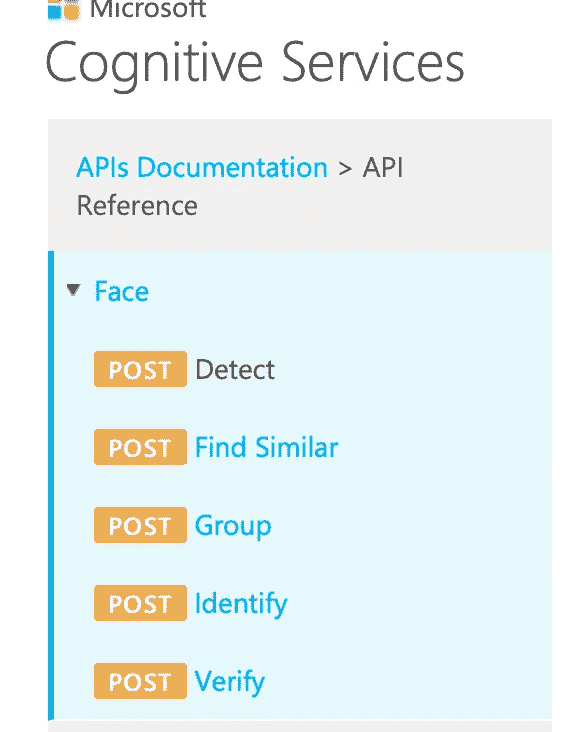 Microsoft
Cognitive Services
APIs Documentation > API
Reference
Face
POST Detect
POST Find Similar
POST Group
POST Identify
POST Verify